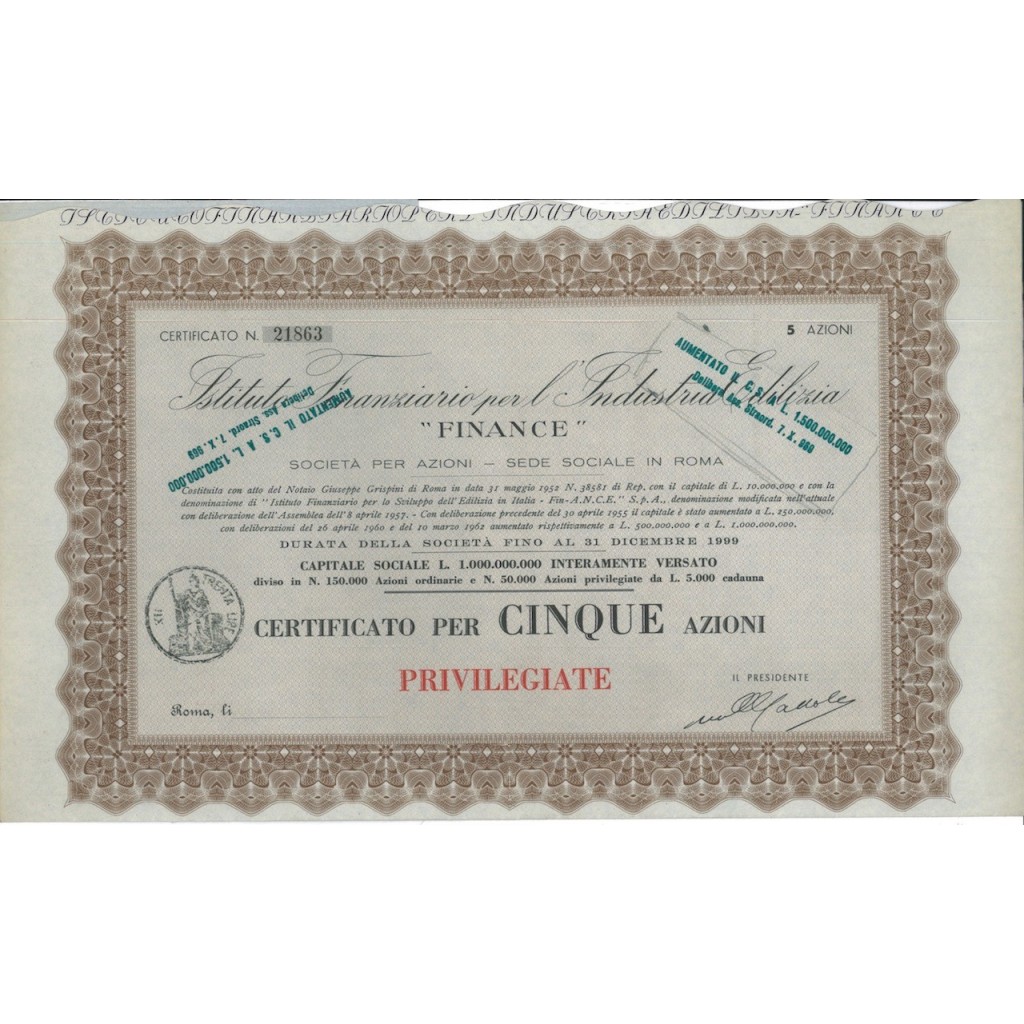 CERTIFICATO N. 21863
5 AZIONI
Istituto Finanziario per l'Industria Edilizia
"FINANCE"
AUMENTATO IL C. S. A L. 1.500.000.000
Delibera Ass. Straord. 7. X. 969
AUMENTATO IL C. S. A L. 1.500.000.000
Delibera Ass. Straord. 7. X. 969
SOCIETÀ PER AZIONI – SEDE SOCIALE IN ROMA
Costituita con atto del Notaio Giuseppe Grispini di Roma in data 31 maggio 1952 N. 38581 di Rep. con il capitale di L. 10.000.000 e con la
denominazione di "Istituto Finanziario per lo Sviluppo dell'Edilizia in Italia - Fin-A.N.C.E." S.p.A., denominazione modificata nell'attuale
con deliberazione dell'Assemblea dell'8 aprile 1957. - Con deliberazione precedente del 30 aprile 1955 il capitale è stato aumentato a L. 250.000.000,
con deliberazioni del 26 aprile 1960 e del 10 marzo 1962 aumentato rispettivamente a L. 500.000.000 e a L. 1.000.000.000.
DURATA DELLA SOCIETÀ FINO AL 31 DICEMBRE 1999
CAPITALE SOCIALE L. 1.000.000.000 INTERAMENTE VERSATO
diviso in N. 150.000 Azioni ordinarie e N. 50.000 Azioni privilegiate da L. 5.000 cadauna
TRENTA LIRE
XII
CERTIFICATO PER CINQUE AZIONI
PRIVILEGIATE
IL PRESIDENTE
Roma, li